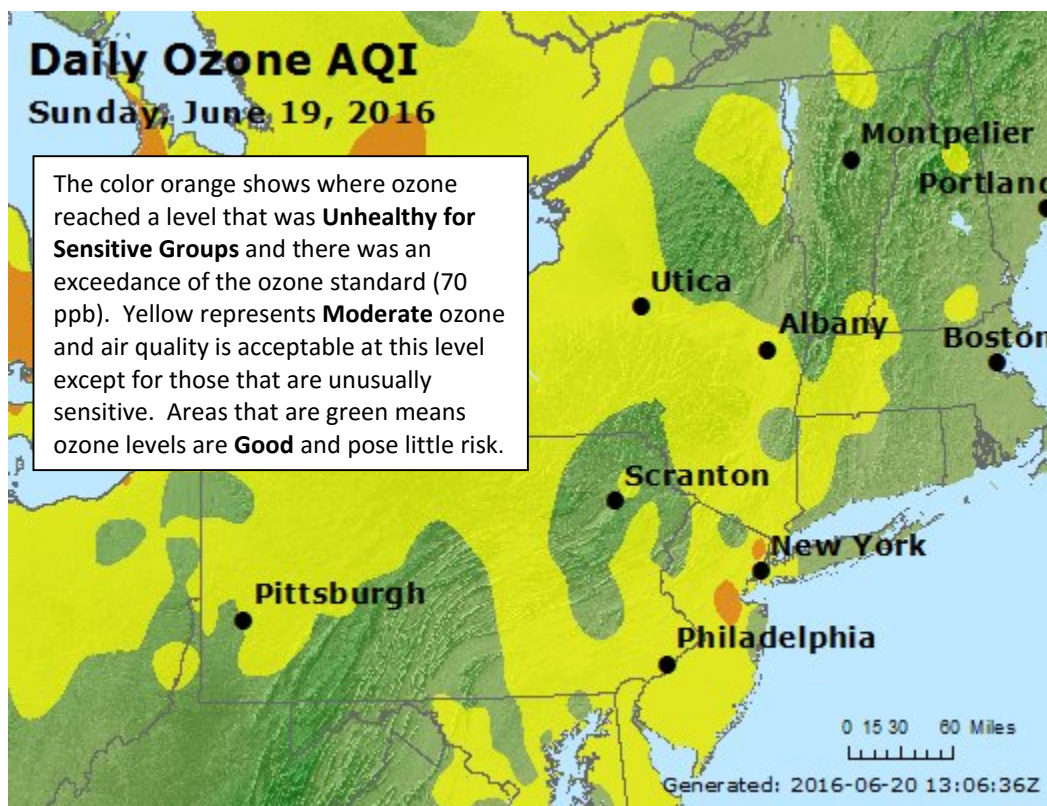 Daily Ozone AQI
Sunday, June 19, 2016
The color orange shows where ozone
reached a level that was Unhealthy for
Sensitive Groups and there was an
exceedance of the ozone standard (70
ppb). Yellow represents Moderate ozone
and air quality is acceptable at this level
except for those that are unusually
sensitive. Areas that are green means
ozone levels are Good and pose little risk.
Montpelier
Portland
Utica
Albany
Boston
Scranton
New York
Pittsburgh
Philadelphia
0 15 30 60 Miles
Generated: 2016-06-20 13:06:36Z